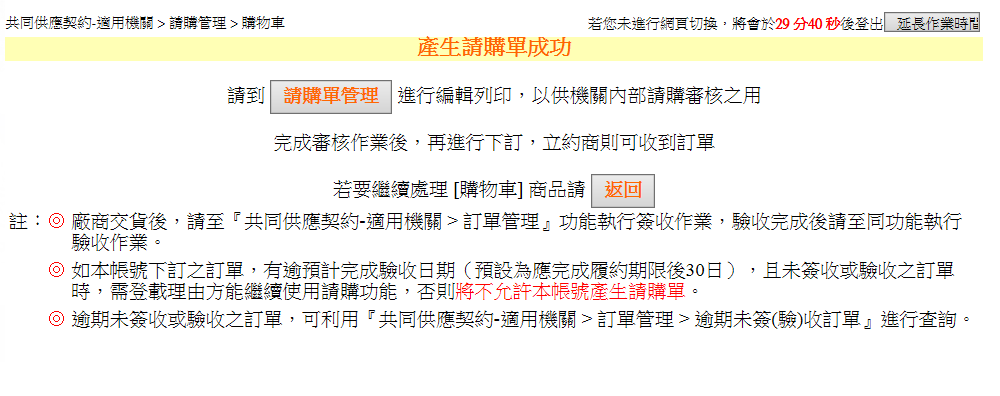 共同供應契約-適用機關 > 請購管理 > 購物車
若您未進行網頁切換，將會於29 分40 秒後登出 延長作業時間
產生請購單成功
請到 請購單管理 進行編輯列印，以供機關內部請購審核之用
完成審核作業後，再進行下訂，立約商則可收到訂單
若要繼續處理 [購物車] 商品請 返回
註：◎ 廠商交貨後，請至『共同供應契約-適用機關 > 訂單管理』功能執行簽收作業，驗收完成後請至同功能執行
驗收作業。
◎ 如本帳號下訂之訂單，有逾預計完成驗收日期（預設為應完成履約期限後30日），且未簽收或驗收之訂單
時，需登載理由方能繼續使用請購功能，否則將不允許本帳號產生請購單。
◎ 逾期未簽收或驗收之訂單，可利用『共同供應契約-適用機關 > 訂單管理 > 逾期未簽(驗)收訂單』進行查詢。